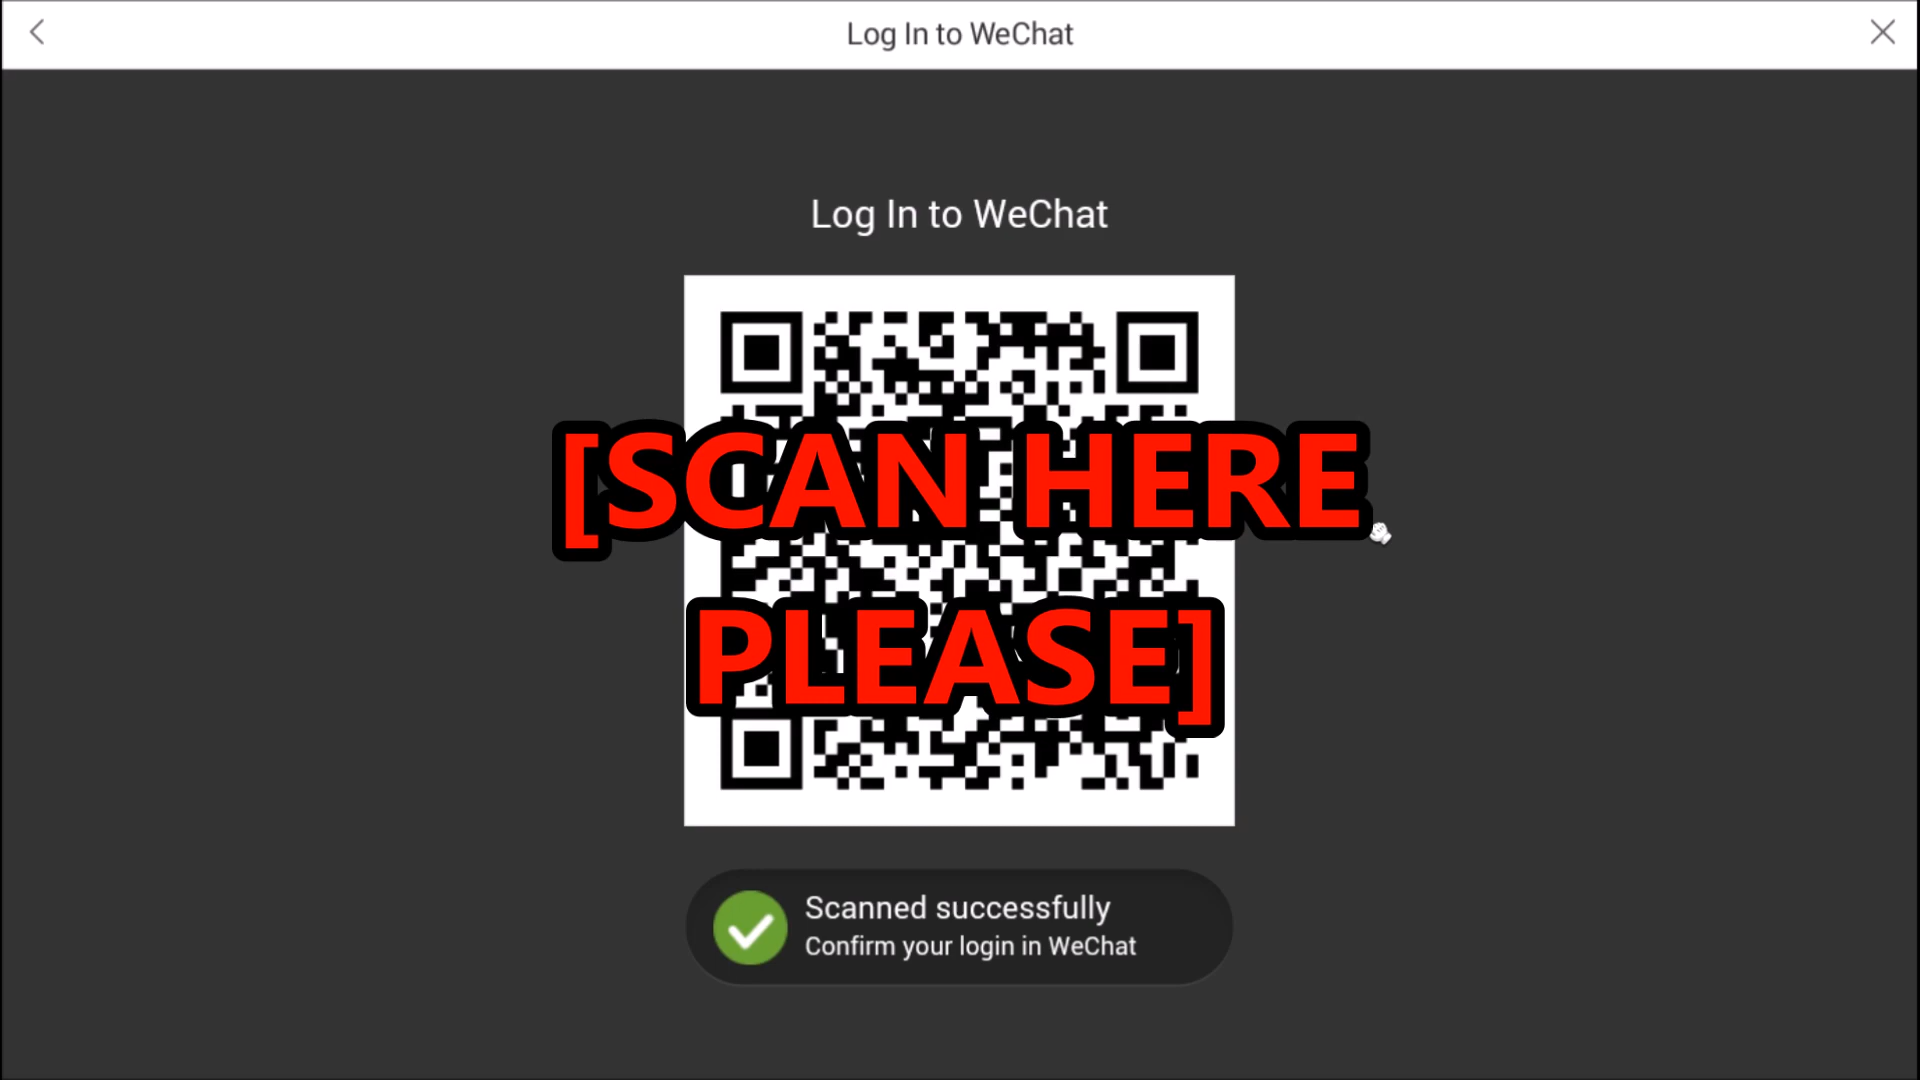 Log In to WeChat
Log In to WeChat
[SCAN HERE
PLEASE]
Scanned successfully
Confirm your login in WeChat